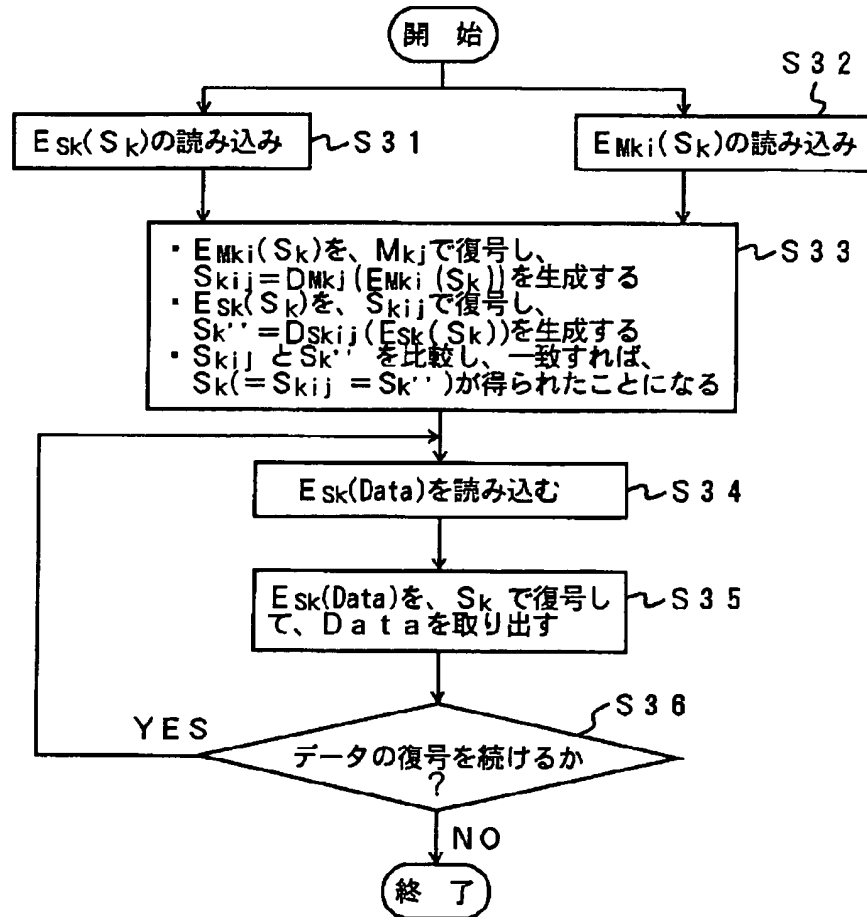 開 始
S32
ESk(Sk)の読み込み
S31
EMki(Sk)の読み込み
・EMki(Sk)を、Mkjで復号し、
Skij=DMkj(EMki(Sk))を生成する
・ESk(Sk)を、Skijで復号し、
Sk''=DSkij(ESk(Sk))を生成する
・SkijとSk''を比較し、一致すれば、
Sk(=Skij=Sk'')が得られたことになる
S33
ESk(Data)を読み込む
S34
ESk(Data)を、Skで復号し
て、Dataを取り出す
S35
S36
YES
データの復号を続けるか
?
NO
終 了